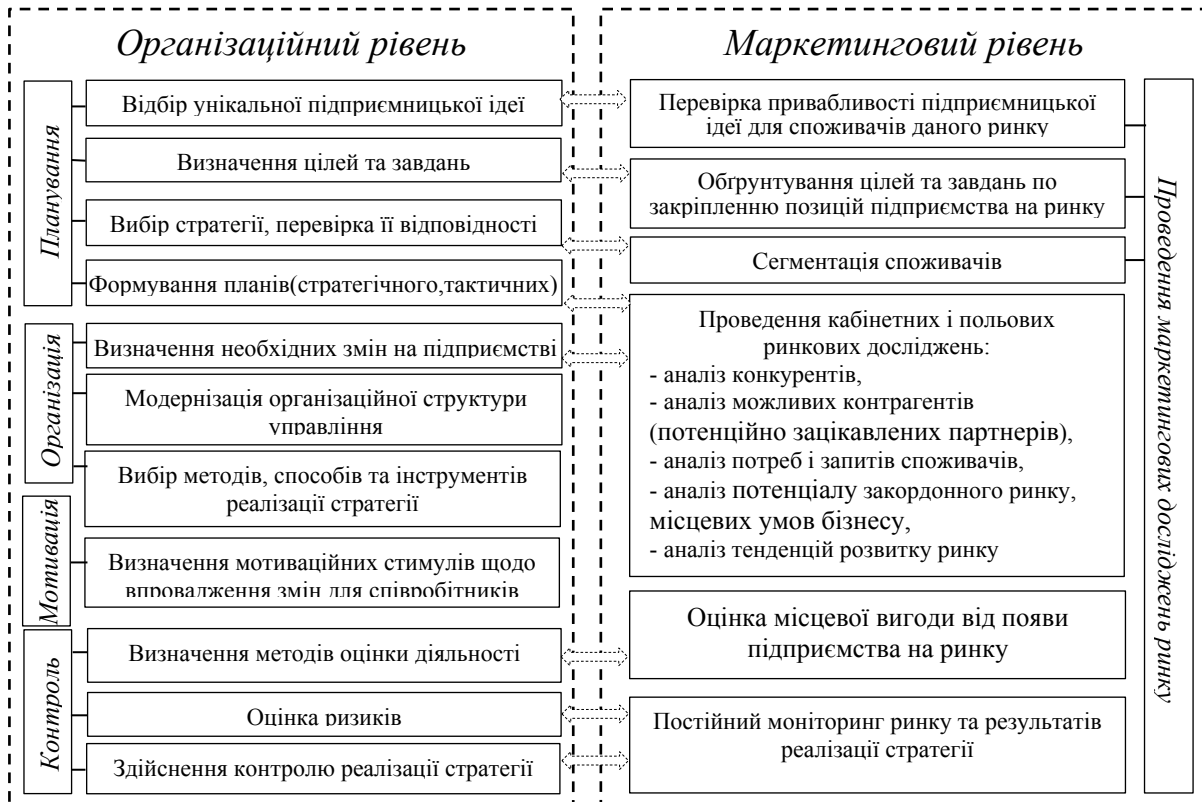 Організаційний рівень
Планування
Відбір унікальної підприємницької ідеї
Визначення цілей та завдань
Вибір стратегії, перевірка її відповідності
Формування планів(стратегічного,тактичних)
Організація
Визначення необхідних змін на підприємстві
Модернізація організаційної структури
управління
Вибір методів, способів та інструментів
реалізації стратегії
Мотивація
Визначення мотиваційних стимулів щодо
впровадження змін для співробітників
Контроль
Визначення методів оцінки діяльності
Оцінка ризиків
Здійснення контролю реалізації стратегії
Маркетинговий рівень
Перевірка привабливості підприємницької
ідеї для споживачів даного ринку
Обґрунтування цілей та завдань по
закріпленню позицій підприємства на ринку
Сегментація споживачів
Проведення кабінетних і польових
ринкових досліджень:
- аналіз конкурентів,
- аналіз можливих контрагентів
(потенційно зацікавлених партнерів),
- аналіз потреб і запитів споживачів,
- аналіз потенціалу закордонного ринку,
місцевих умов бізнесу,
- аналіз тенденцій розвитку ринку
Оцінка місцевої вигоди від появи
підприємства на ринку
Постійний моніторинг ринку та результатів
реалізації стратегії
Проведення маркетингових досліджень ринку